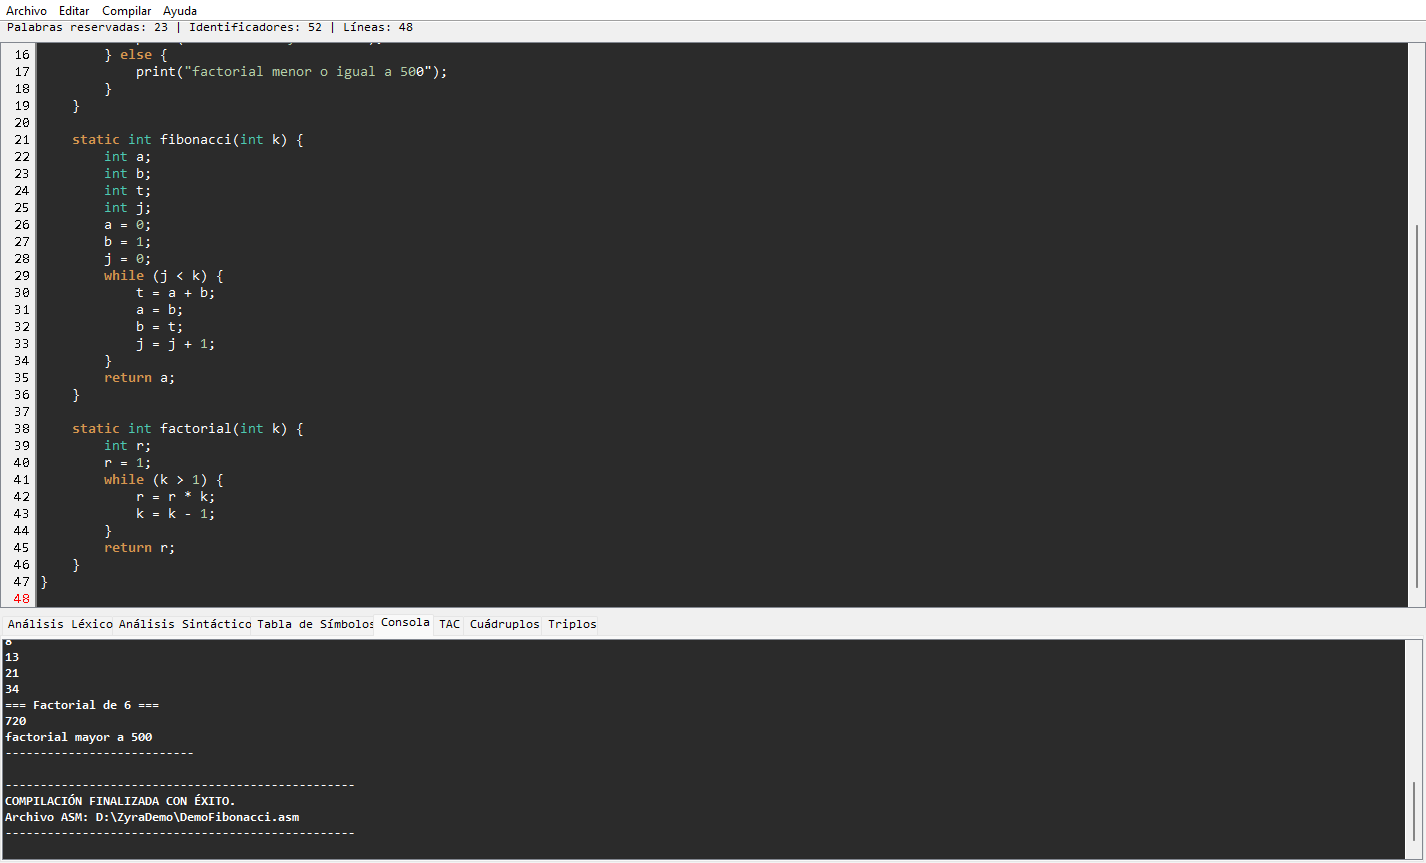 Archivo Editar Compilar Ayuda
Palabras reservadas: 23 | Identificadores: 52 | Líneas: 48
16         } else {
17             print("factorial menor o igual a 500");
18         }
19     }
20
21     static int fibonacci(int k) {
22         int a;
23         int b;
24         int t;
25         int j;
26         a = 0;
27         b = 1;
28         j = 0;
29         while (j < k) {
30             t = a + b;
31             a = b;
32             b = t;
33             j = j + 1;
34         }
35         return a;
36     }
37
38     static int factorial(int k) {
39         int r;
40         r = 1;
41         while (k > 1) {
42             r = r * k;
43             k = k - 1;
44         }
45         return r;
46     }
47 }
48
Análisis Léxico Análisis Sintáctico Tabla de Símbolos Consola TAC Cuádruplos Triplos
8
13
21
34
=== Factorial de 6 ===
720
factorial mayor a 500
---------------------------
--------------------------------------------------
COMPILACIÓN FINALIZADA CON ÉXITO.
Archivo ASM: D:\ZyraDemo\DemoFibonacci.asm
--------------------------------------------------